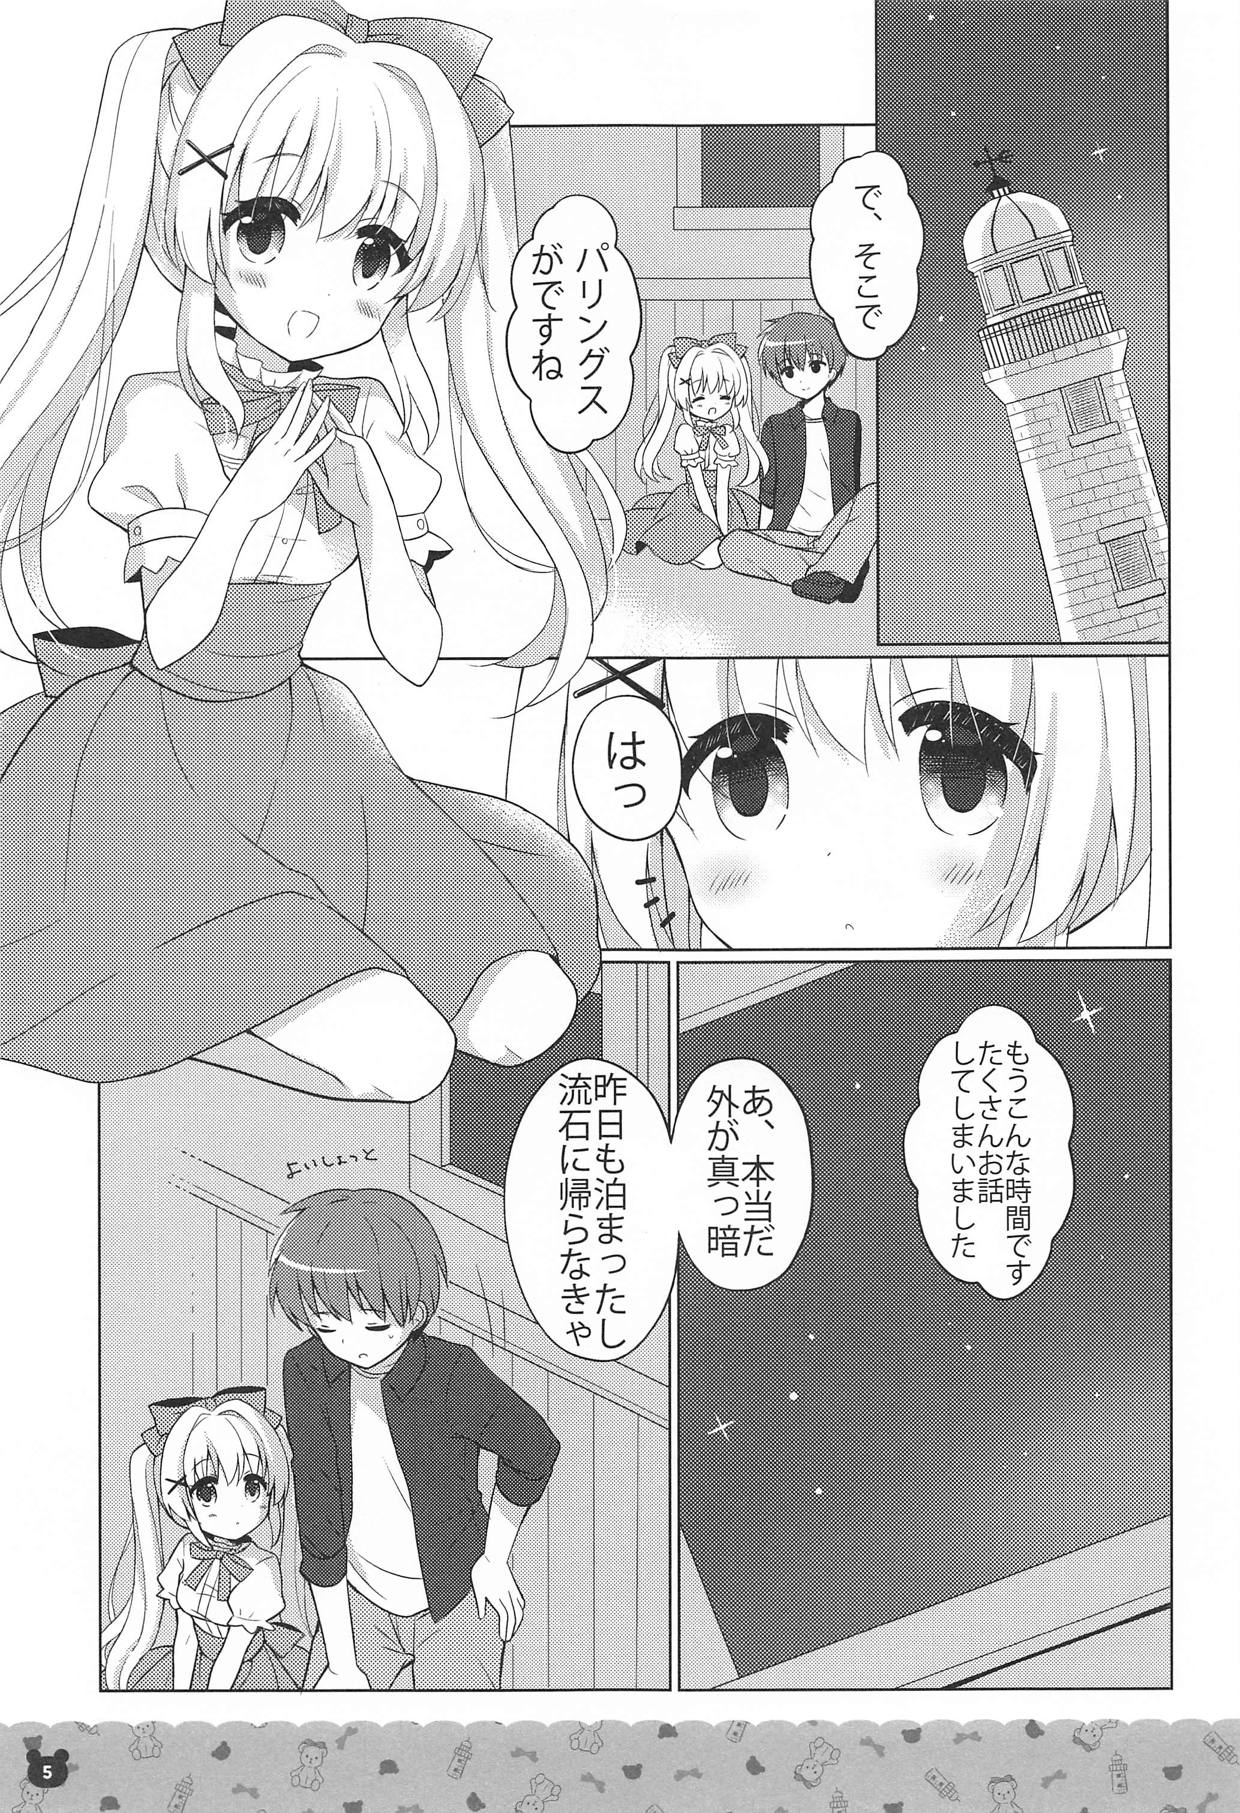 で、そこで
パリングス
がですね
はっ
もうこんな時間です
たくさんお話
してしまいました
あ、本当だ
外が真っ暗
昨日も泊まったし
流石に帰らなきゃ
よいしょっと
5